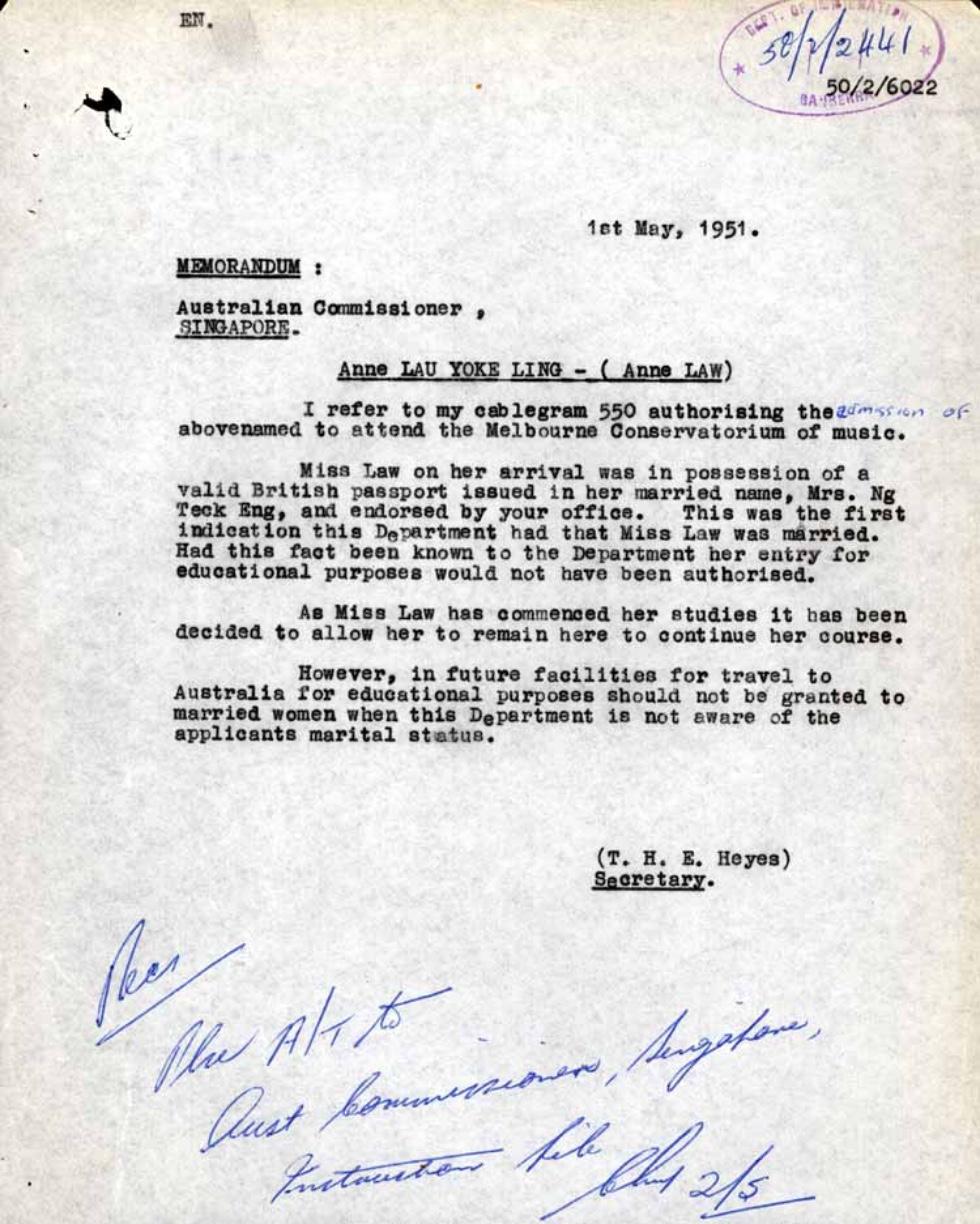 EN.
DEPT. OF IMMIGRATION
50/2/2441
50/2/6022
CANBERRA
1st May, 1951.
MEMORANDUM :
Australian Commissioner ,
SINGAPORE.
Anne LAU YOKE LING - ( Anne LAW)
I refer to my cablegram 550 authorising the admission of
abovenamed to attend the Melbourne Conservatorium of music.
Miss Law on her arrival was in possession of a
valid British passport issued in her married name, Mrs. Ng
Teck Eng, and endorsed by your office. This was the first
indication this Department had that Miss Law was married.
Had this fact been known to the Department her entry for
educational purposes would not have been authorised.
As Miss Law has commenced her studies it has been
decided to allow her to remain here to continue her course.
However, in future facilities for travel to
Australia for educational purposes should not be granted to
married women when this Department is not aware of the
applicants marital status.
(T. H. E. Heyes)
Secretary.
A/T to
Aust Commissioner, Singapore,
Instruction file
2/5